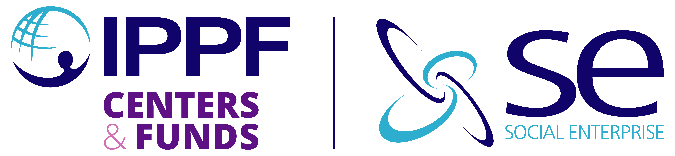 IPPF
CENTERS
& FUNDS
se
SOCIAL ENTERPRISE